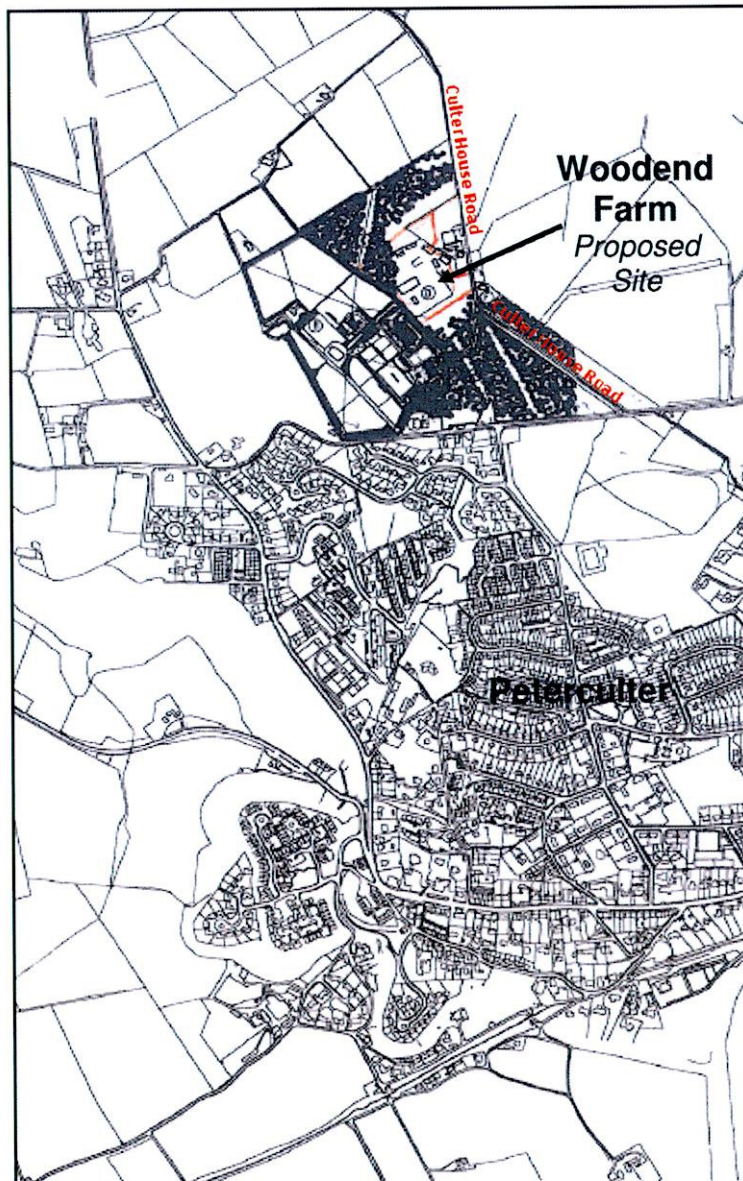 Culter House Road
Woodend
Farm
Proposed
Site
Culter House Road
Peterculter